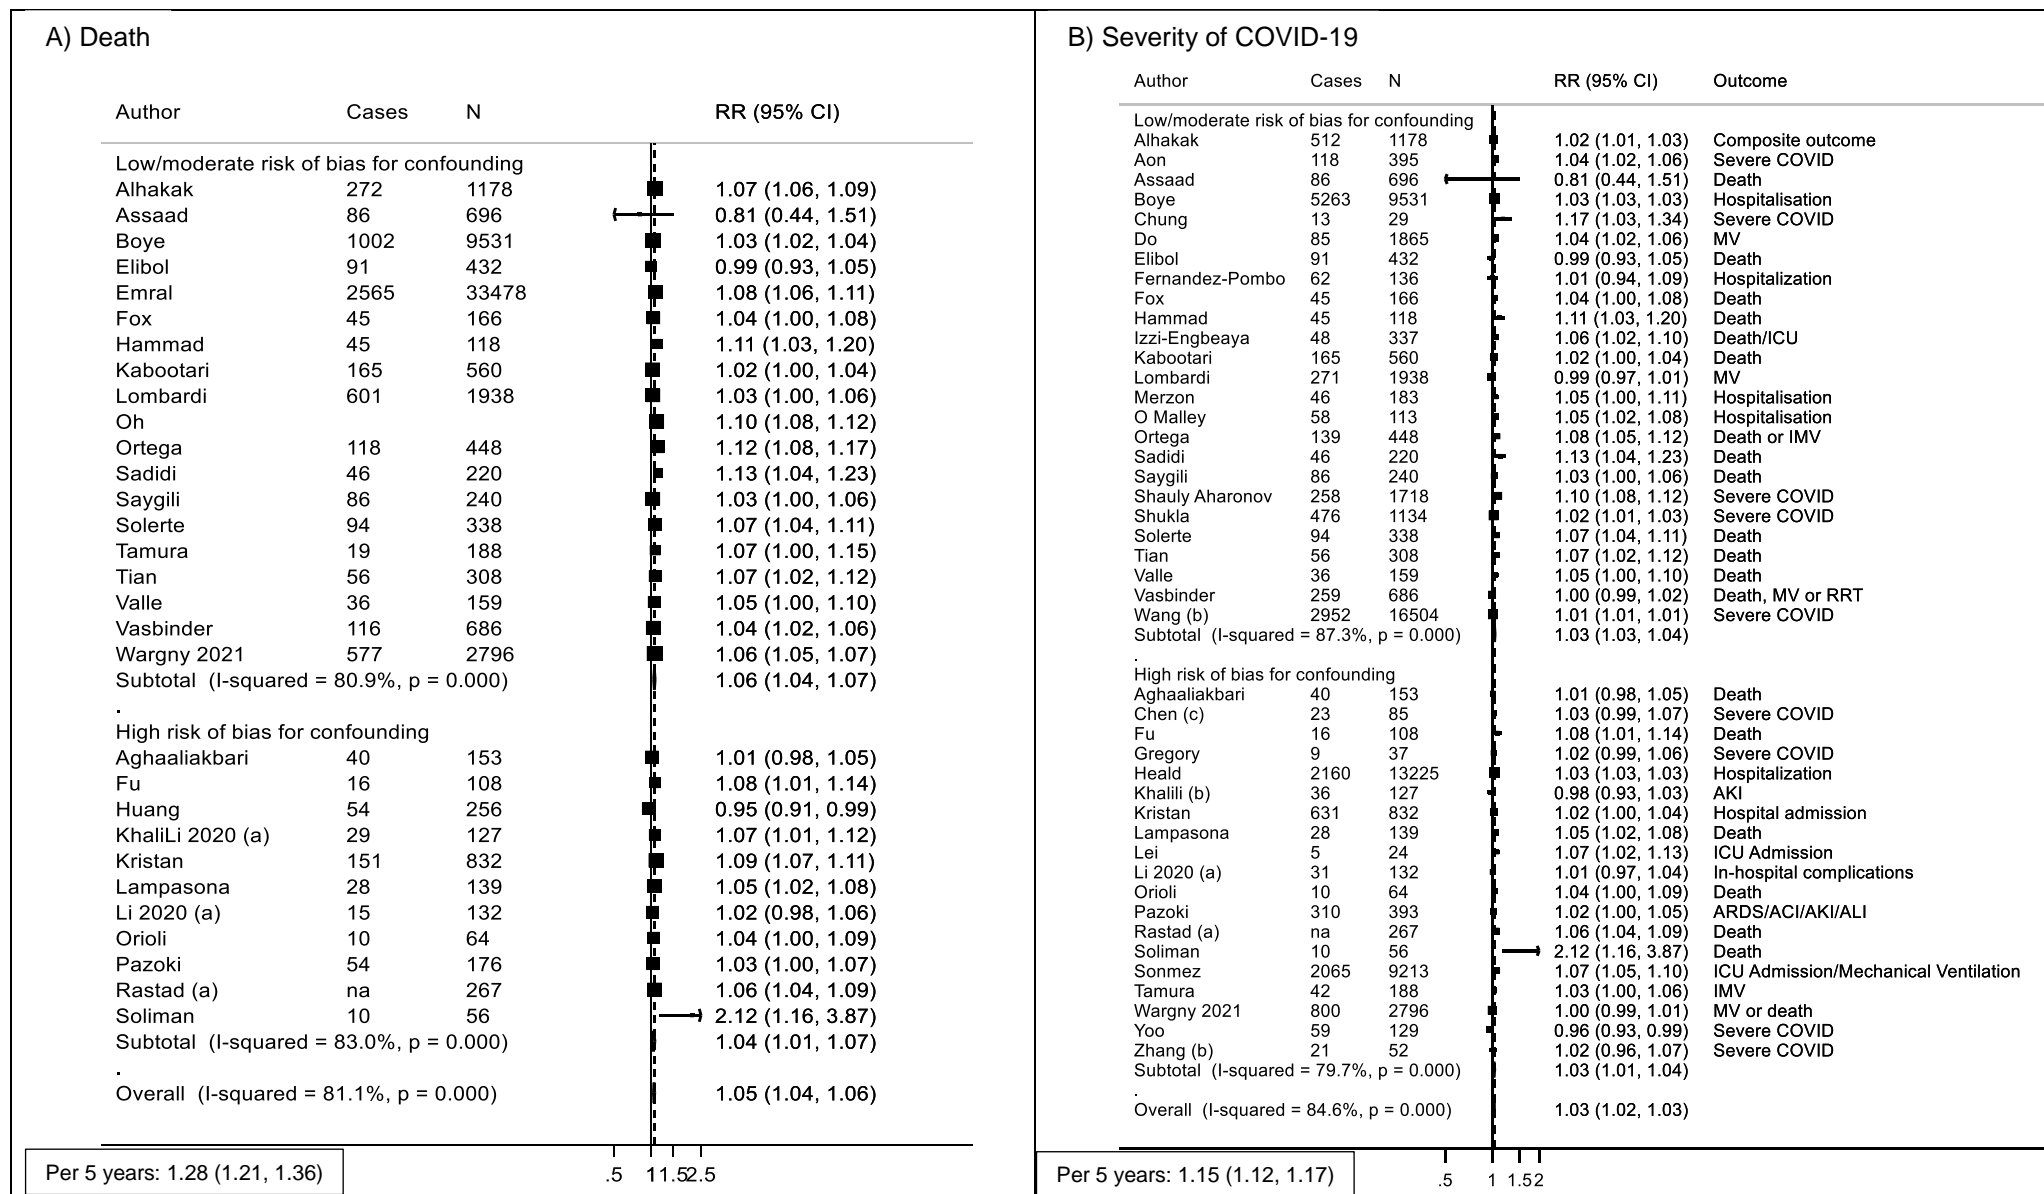 A) Death
Author Cases N RR (95% CI)
Low/moderate risk of bias for confounding
Alhakak 272 1178 1.07 (1.06, 1.09)
Assaad 86 696 0.81 (0.44, 1.51)
Boye 1002 9531 1.03 (1.02, 1.04)
Elibol 91 432 0.99 (0.93, 1.05)
Emral 2565 33478 1.08 (1.06, 1.11)
Fox 45 166 1.04 (1.00, 1.08)
Hammad 45 118 1.11 (1.03, 1.20)
Kabootari 165 560 1.02 (1.00, 1.04)
Lombardi 601 1938 1.03 (1.00, 1.06)
Oh 1.10 (1.08, 1.12)
Ortega 118 448 1.12 (1.08, 1.17)
Sadidi 46 220 1.13 (1.04, 1.23)
Saygili 86 240 1.03 (1.00, 1.06)
Solerte 94 338 1.07 (1.04, 1.11)
Tamura 19 188 1.07 (1.00, 1.15)
Tian 56 308 1.07 (1.02, 1.12)
Valle 36 159 1.05 (1.00, 1.10)
Vasbinder 116 686 1.04 (1.02, 1.06)
Wargny 2021 577 2796 1.06 (1.05, 1.07)
Subtotal (I-squared = 80.9%, p = 0.000) 1.06 (1.04, 1.07)
.
High risk of bias for confounding
Aghaaliakbari 40 153 1.01 (0.98, 1.05)
Fu 16 108 1.08 (1.01, 1.14)
Huang 54 256 0.95 (0.91, 0.99)
KhaliLi 2020 (a) 29 127 1.07 (1.01, 1.12)
Kristan 151 832 1.09 (1.07, 1.11)
Lampasona 28 139 1.05 (1.02, 1.08)
Li 2020 (a) 15 132 1.02 (0.98, 1.06)
Orioli 10 64 1.04 (1.00, 1.09)
Pazoki 54 176 1.03 (1.00, 1.07)
Rastad (a) na 267 1.06 (1.04, 1.09)
Soliman 10 56 2.12 (1.16, 3.87)
Subtotal (I-squared = 83.0%, p = 0.000) 1.04 (1.01, 1.07)
.
Overall (I-squared = 81.1%, p = 0.000) 1.05 (1.04, 1.06)
.5 1 1.5 2.5
Per 5 years: 1.28 (1.21, 1.36)
B) Severity of COVID-19
Author Cases N RR (95% CI) Outcome
Low/moderate risk of bias for confounding
Alhakak 512 1178 1.02 (1.01, 1.03) Composite outcome
Aon 118 395 1.04 (1.02, 1.06) Severe COVID
Assaad 86 696 0.81 (0.44, 1.51) Death
Boye 5263 9531 1.03 (1.03, 1.03) Hospitalisation
Chung 13 29 1.17 (1.03, 1.34) Severe COVID
Do 85 1865 1.04 (1.02, 1.06) MV
Elibol 91 432 0.99 (0.93, 1.05) Death
Fernandez-Pombo 62 136 1.01 (0.94, 1.09) Hospitalization
Fox 45 166 1.04 (1.00, 1.08) Death
Hammad 45 118 1.11 (1.03, 1.20) Death
Izzi-Engbeaya 48 337 1.06 (1.02, 1.10) Death/ICU
Kabootari 165 560 1.02 (1.00, 1.04) Death
Lombardi 271 1938 0.99 (0.97, 1.01) MV
Merzon 46 183 1.05 (1.00, 1.11) Hospitalisation
O Malley 58 113 1.05 (1.02, 1.08) Hospitalisation
Ortega 139 448 1.08 (1.05, 1.12) Death or IMV
Sadidi 46 220 1.13 (1.04, 1.23) Death
Saygili 86 240 1.03 (1.00, 1.06) Death
Shauly Aharonov 258 1718 1.10 (1.08, 1.12) Severe COVID
Shukla 476 1134 1.02 (1.01, 1.03) Severe COVID
Solerte 94 338 1.07 (1.04, 1.11) Death
Tian 56 308 1.07 (1.02, 1.12) Death
Valle 36 159 1.05 (1.00, 1.10) Death
Vasbinder 259 686 1.00 (0.99, 1.02) Death, MV or RRT
Wang (b) 2952 16504 1.01 (1.01, 1.01) Severe COVID
Subtotal (I-squared = 87.3%, p = 0.000) 1.03 (1.03, 1.04)
.
High risk of bias for confounding
Aghaaliakbari 40 153 1.01 (0.98, 1.05) Death
Chen (c) 23 85 1.03 (0.99, 1.07) Severe COVID
Fu 16 108 1.08 (1.01, 1.14) Death
Gregory 9 37 1.02 (0.99, 1.06) Severe COVID
Heald 2160 13225 1.03 (1.03, 1.03) Hospitalization
Khalili (b) 36 127 0.98 (0.93, 1.03) AKI
Kristan 631 832 1.02 (1.00, 1.04) Hospital admission
Lampasona 28 139 1.05 (1.02, 1.08) Death
Lei 5 24 1.07 (1.02, 1.13) ICU Admission
Li 2020 (a) 31 132 1.01 (0.97, 1.04) In-hospital complications
Orioli 10 64 1.04 (1.00, 1.09) Death
Pazoki 310 393 1.02 (1.00, 1.05) ARDS/ACI/AKI/ALI
Rastad (a) na 267 1.06 (1.04, 1.09) Death
Soliman 10 56 2.12 (1.16, 3.87) Death
Sonmez 2065 9213 1.07 (1.05, 1.10) ICU Admission/Mechanical Ventilation
Tamura 42 188 1.03 (1.00, 1.06) IMV
Wargny 2021 800 2796 1.00 (0.99, 1.01) MV or death
Yoo 59 129 0.96 (0.93, 0.99) Severe COVID
Zhang (b) 21 52 1.02 (0.96, 1.07) Severe COVID
Subtotal (I-squared = 79.7%, p = 0.000) 1.03 (1.01, 1.04)
.
Overall (I-squared = 84.6%, p = 0.000) 1.03 (1.02, 1.03)
.5 1 1.5 2
Per 5 years: 1.15 (1.12, 1.17)